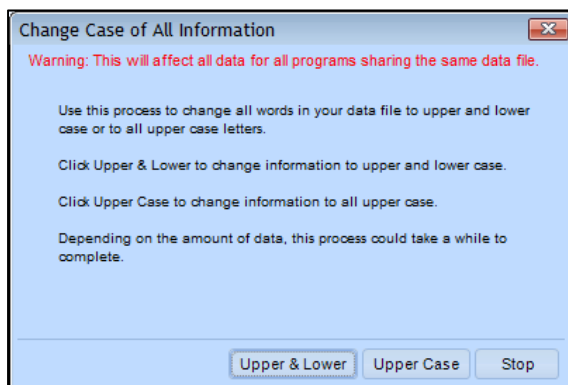 Change Case of All Information
Warning: This will affect all data for all programs sharing the same data file.
Use this process to change all words in your data file to upper and lower
case or to all upper case letters.
Click Upper & Lower to change information to upper and lower case.
Click Upper Case to change information to all upper case.
Depending on the amount of data, this process could take a while to
complete.
Upper & Lower Upper Case Stop